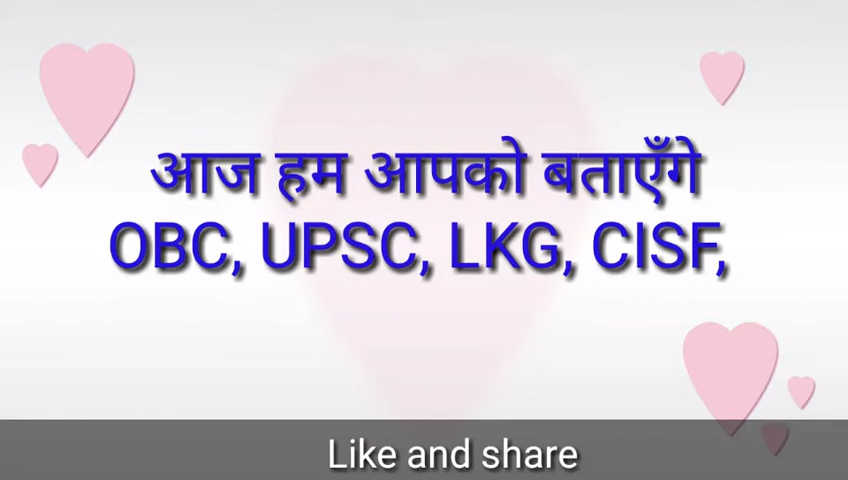 आज हम आपको बताएँगे
OBC, UPSC, LKG, CISF,
Like and share